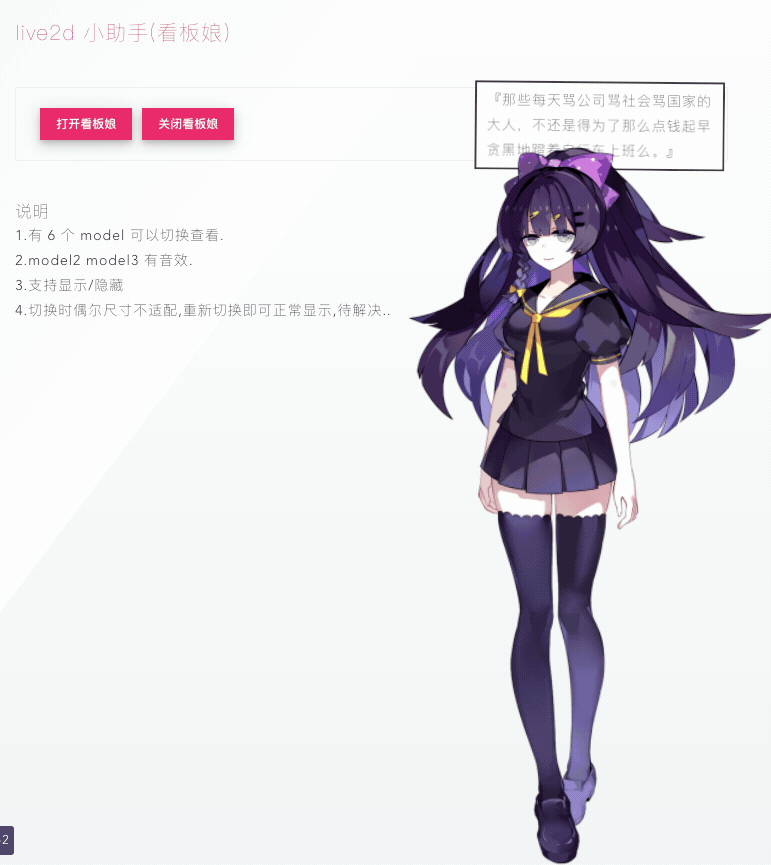 live2d 小助手(看板娘)
打开看板娘 关闭看板娘
『那些每天骂公司骂社会骂国家的
大人，不还是得为了那么点钱起早
贪黑地蹬着自行车上班么。』
说明
1.有 6 个 model 可以切换查看.
2.model2 model3 有音效.
3.支持显示/隐藏
4.切换时偶尔尺寸不适配,重新切换即可正常显示,待解决..